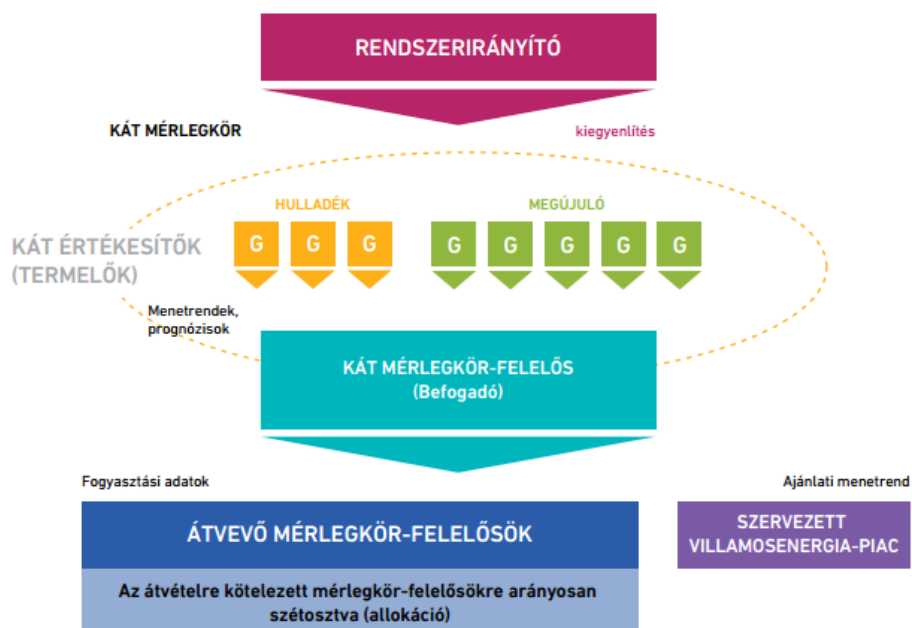 RENDSZERIRÁNYÍTÓ
KÁT MÉRLEGKÖR
kiegyenlítés
HULLADÉK
MEGÚJULÓ
KÁT ÉRTÉKESÍTŐK
(TERMELŐK)
G G G
G G G G G
Menetrendek,
prognózisok
KÁT MÉRLEGKÖR-FELELŐS
(Befogadó)
Fogyasztási adatok
Ajánlati menetrend
ÁTVEVŐ MÉRLEGKÖR-FELELŐSÖK
SZERVEZETT
VILLAMOSENERGIA-PIAC
Az átvételre kötelezett mérlegkör-felelősökre arányosan
szétosztva (allokáció)